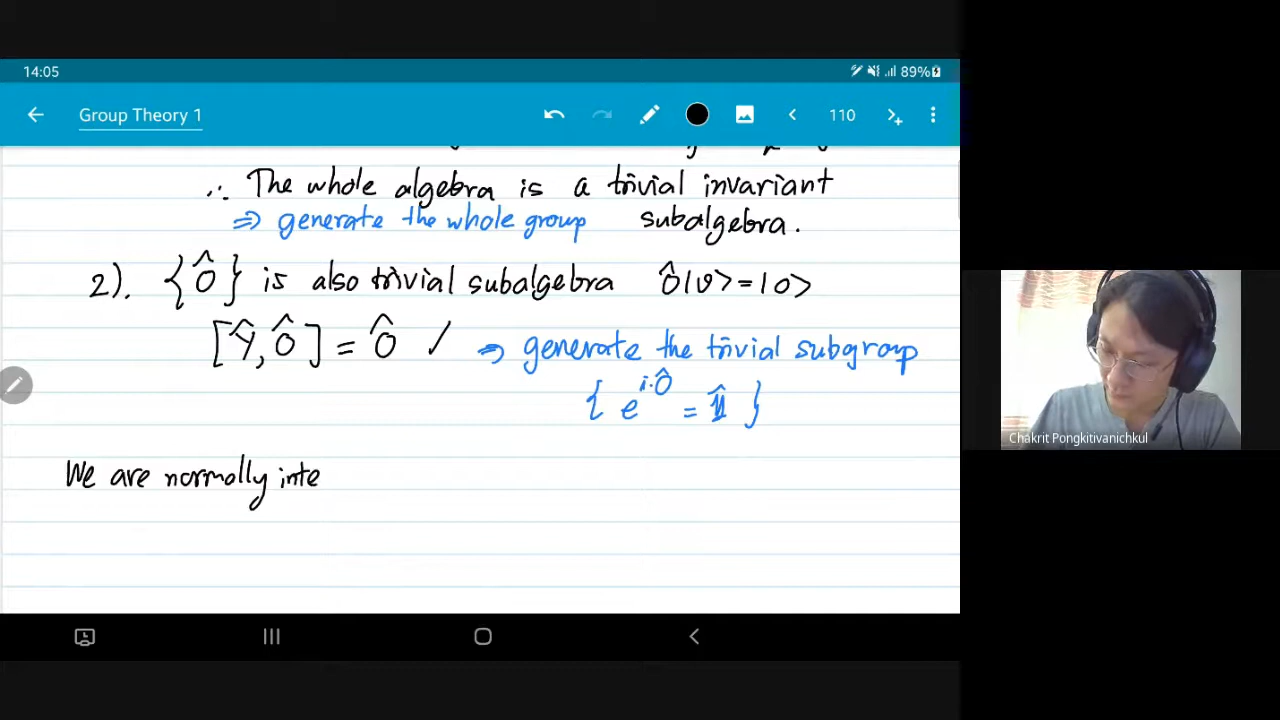 14:05 89%
Group Theory 1 110
∴ The whole algebra is a trivial invariant
⇒ generate the whole group subalgebra.
2). {Ô} is also trivial subalgebra Ô|v> = |0>
[Ŷ, Ô] = Ô ✓ ⇒ generate the trivial subgroup
{ e^{i·Ô} = 𝟙̂ }
We are normally inte
Chakrit Pongkitivanichkul